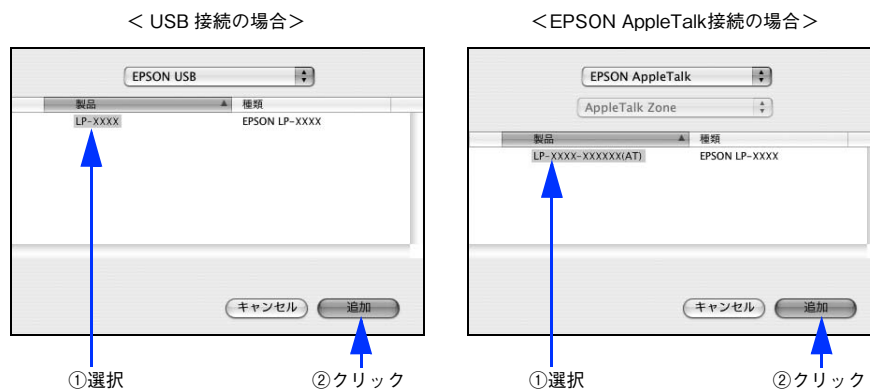 ＜ USB 接続の場合＞
EPSON USB
製品 種類
LP-XXXX EPSON LP-XXXX
キャンセル 追加
①選択 ②クリック
＜EPSON AppleTalk接続の場合＞
EPSON AppleTalk
AppleTalk Zone
製品 種類
LP-XXXX-XXXXXX(AT) EPSON LP-XXXX
キャンセル 追加
①選択 ②クリック